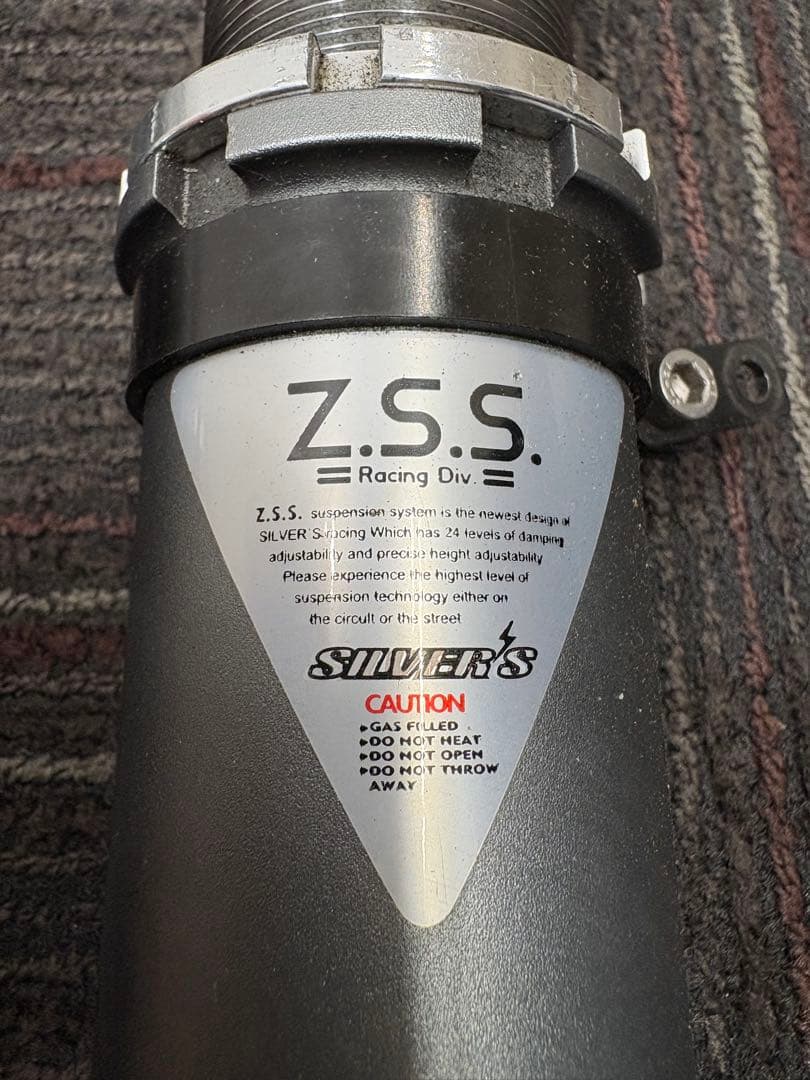 Z.S.S.
Racing Div.
Z.S.S. suspension system is the newest design of
SILVER'S racing Which has 24 levels of damping
adjustability and precise height adjustability
Please experience the highest level of
suspension technology either on
the circult or the street
SILVER'S
CAUTION
▸GAS FILLED
▸DO NOT HEAT
▸DO NOT OPEN
▸DO NOT THROW
AWAY